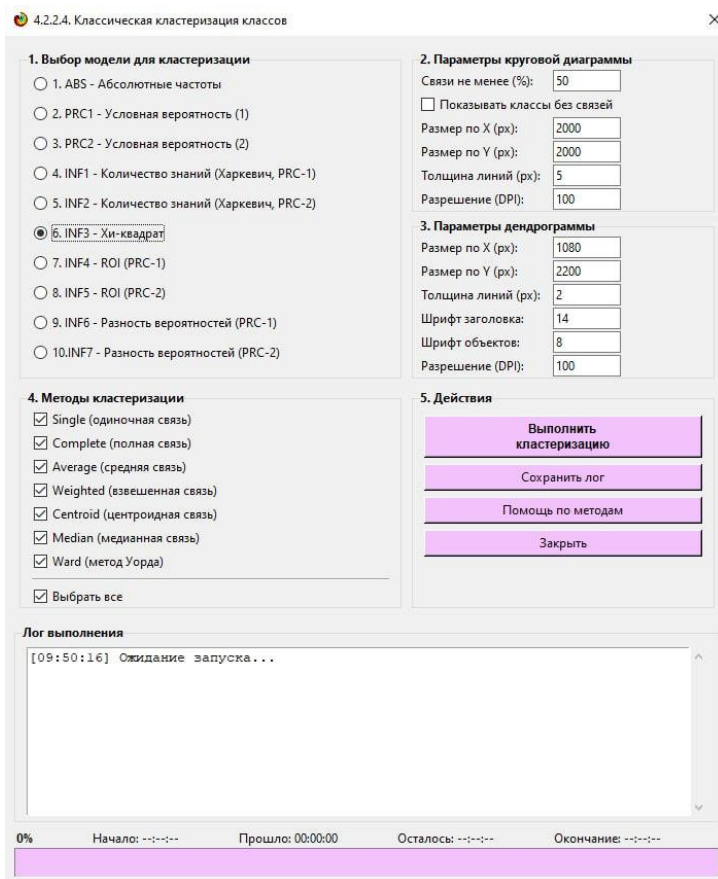 4.2.2.4. Классическая кластеризация классов
1. Выбор модели для кластеризации
1. ABS - Абсолютные частоты
2. PRC1 - Условная вероятность (1)
3. PRC2 - Условная вероятность (2)
4. INF1 - Количество знаний (Харкевич, PRC-1)
5. INF2 - Количество знаний (Харкевич, PRC-2)
6. INF3 - Хи-квадрат
7. INF4 - ROI (PRC-1)
8. INF5 - ROI (PRC-2)
9. INF6 - Разность вероятностей (PRC-1)
10.INF7 - Разность вероятностей (PRC-2)
2. Параметры круговой диаграммы
Связи не менее (%): 50
Показывать классы без связей
Размер по X (px): 2000
Размер по Y (px): 2000
Толщина линий (px): 5
Разрешение (DPI): 100
3. Параметры дендрограммы
Размер по X (px): 1080
Размер по Y (px): 2200
Толщина линий (px): 2
Шрифт заголовка: 14
Шрифт объектов: 8
Разрешение (DPI): 100
4. Методы кластеризации
Single (одиночная связь)
Complete (полная связь)
Average (средняя связь)
Weighted (взвешенная связь)
Centroid (центроидная связь)
Median (медианная связь)
Ward (метод Уорда)
Выбрать все
5. Действия
Выполнить
кластеризацию
Сохранить лог
Помощь по методам
Закрыть
Лог выполнения
[09:50:16] Ожидание запуска...
0% Начало: --:--:-- Прошло: 00:00:00 Осталось: --:--:-- Окончание: --:--:--